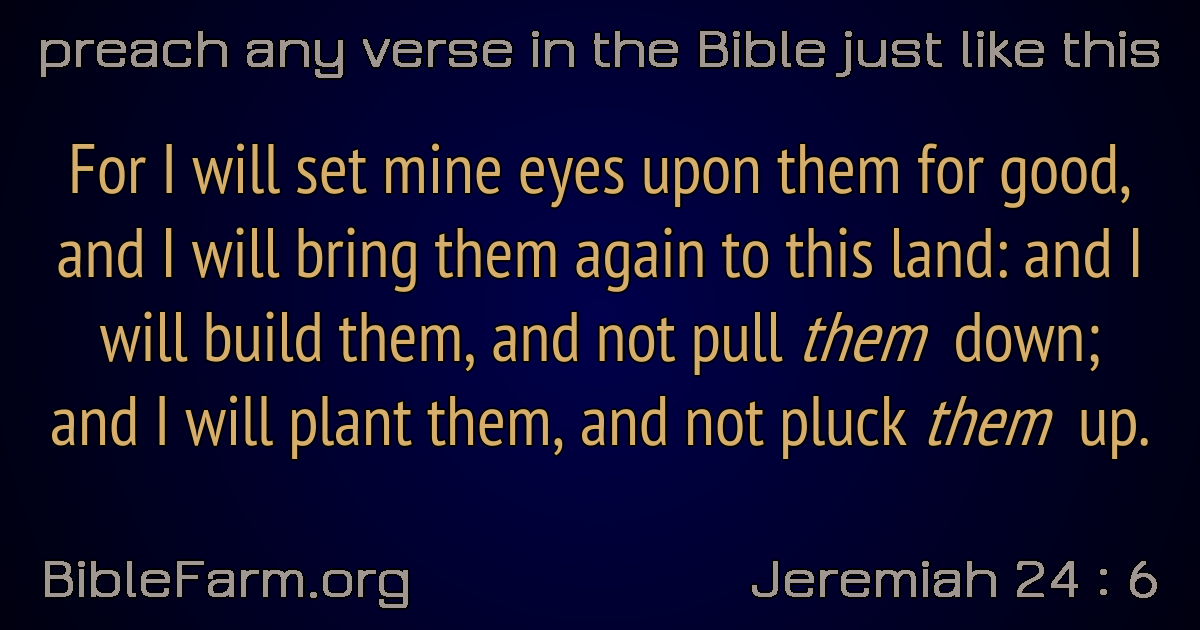 preach any verse in the Bible just like this
For I will set mine eyes upon them for good,
and I will bring them again to this land: and I
will build them, and not pull them down;
and I will plant them, and not pluck them up.
BibleFarm.org
Jeremiah 24 : 6